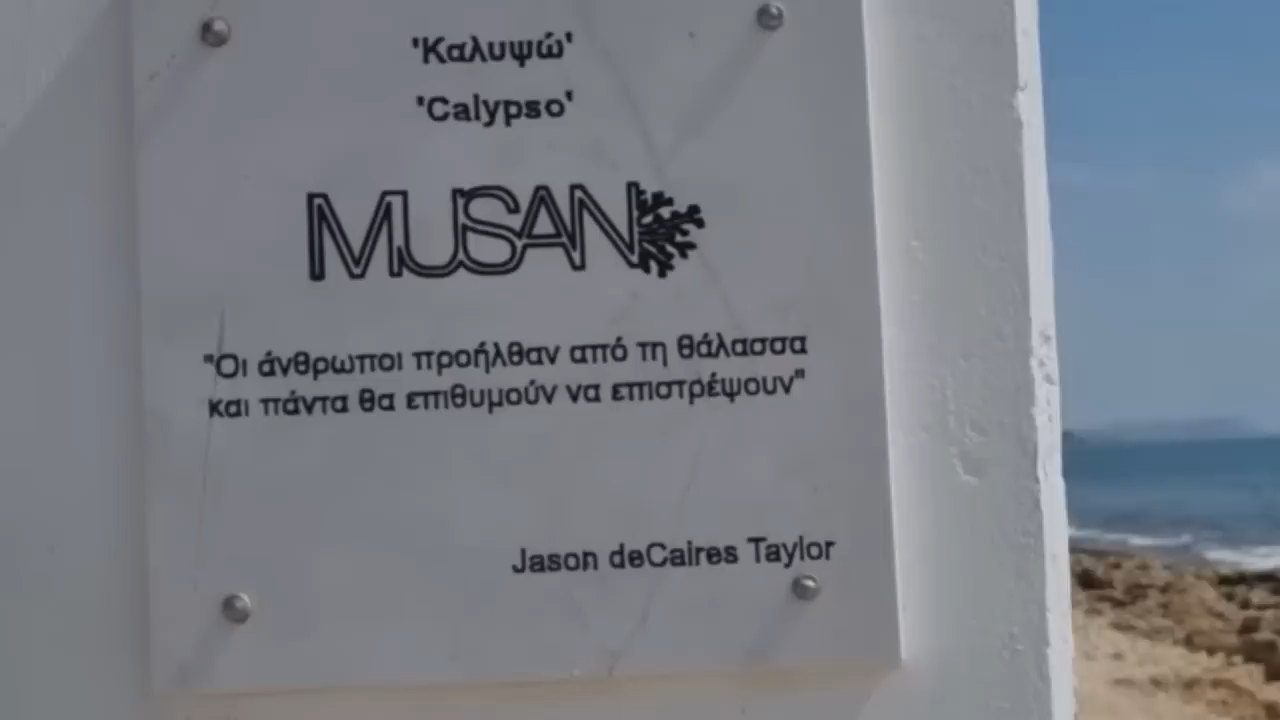 'Καλυψώ'
'Calypso'
MUSAN
"Οι άνθρωποι προήλθαν από τη θάλασσα
και πάντα θα επιθυμούν να επιστρέψουν"
Jason deCaires Taylor